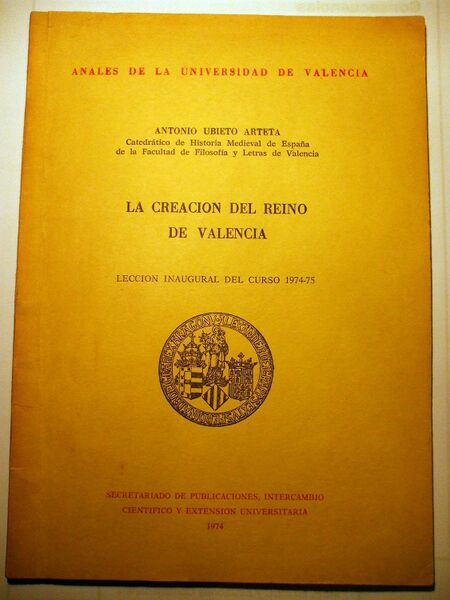 ANALES DE LA UNIVERSIDAD DE VALENCIA
ANTONIO UBIETO ARTETA
Catedrático de Historia Medieval de España
de la Facultad de Filosofía y Letras de Valencia
LA CREACION DEL REINO
DE VALENCIA
LECCION INAUGURAL DEL CURSO 1974-75
SECRETARIADO DE PUBLICACIONES, INTERCAMBIO
CIENTIFICO Y EXTENSION UNIVERSITARIA
1974